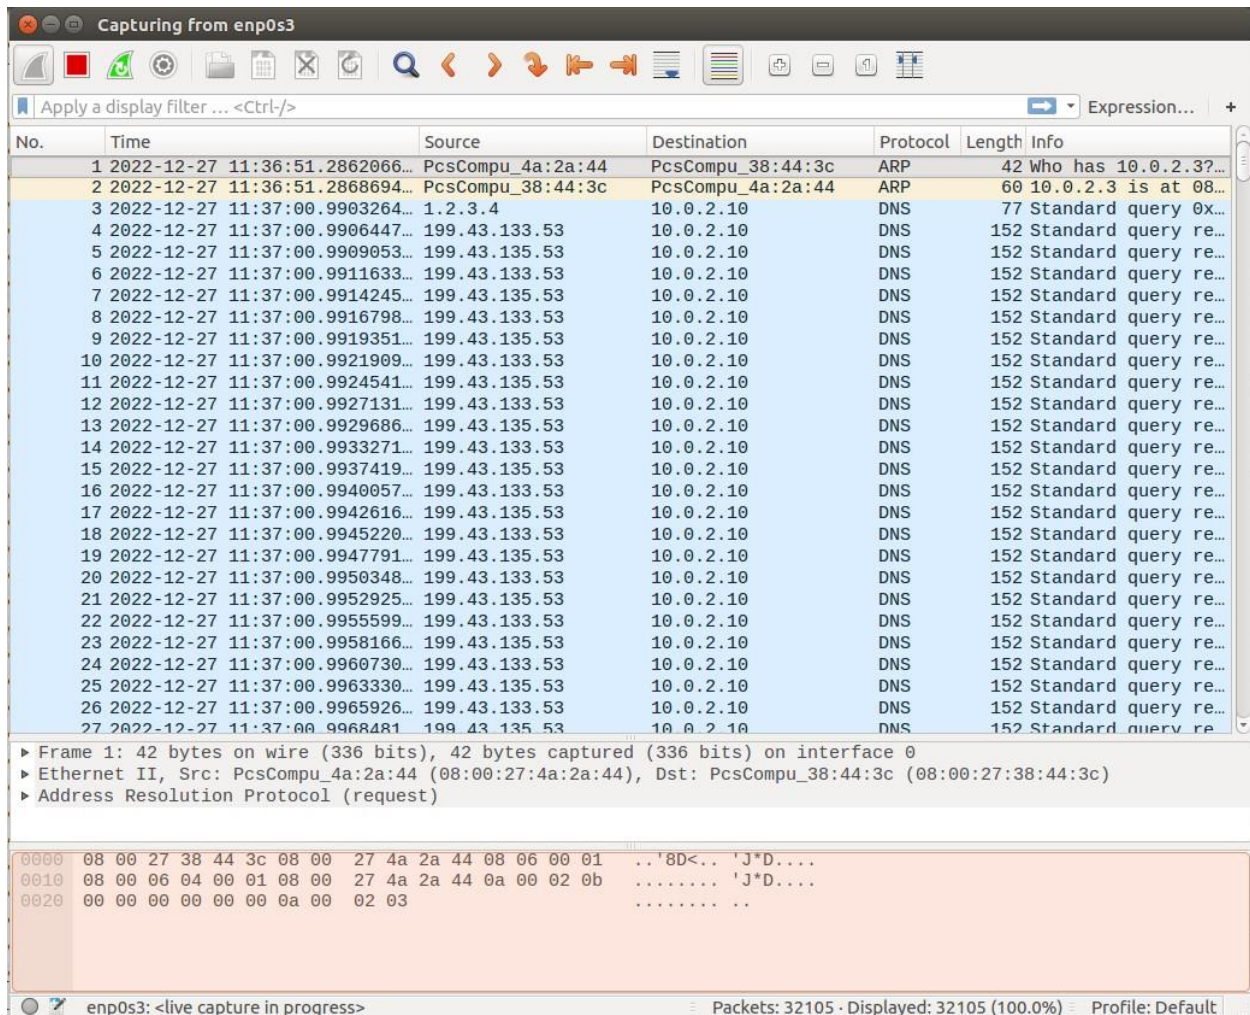 Capturing from enp0s3
Apply a display filter … <Ctrl-/> Expression… +
No. Time Source Destination Protocol Length Info
1 2022-12-27 11:36:51.2862066… PcsCompu_4a:2a:44 PcsCompu_38:44:3c ARP 42 Who has 10.0.2.3?…
2 2022-12-27 11:36:51.2868694… PcsCompu_38:44:3c PcsCompu_4a:2a:44 ARP 60 10.0.2.3 is at 08…
3 2022-12-27 11:37:00.9903264… 1.2.3.4 10.0.2.10 DNS 77 Standard query 0x…
4 2022-12-27 11:37:00.9906447… 199.43.133.53 10.0.2.10 DNS 152 Standard query re…
5 2022-12-27 11:37:00.9909053… 199.43.135.53 10.0.2.10 DNS 152 Standard query re…
6 2022-12-27 11:37:00.9911633… 199.43.133.53 10.0.2.10 DNS 152 Standard query re…
7 2022-12-27 11:37:00.9914245… 199.43.135.53 10.0.2.10 DNS 152 Standard query re…
8 2022-12-27 11:37:00.9916798… 199.43.133.53 10.0.2.10 DNS 152 Standard query re…
9 2022-12-27 11:37:00.9919351… 199.43.135.53 10.0.2.10 DNS 152 Standard query re…
10 2022-12-27 11:37:00.9921909… 199.43.133.53 10.0.2.10 DNS 152 Standard query re…
11 2022-12-27 11:37:00.9924541… 199.43.135.53 10.0.2.10 DNS 152 Standard query re…
12 2022-12-27 11:37:00.9927131… 199.43.133.53 10.0.2.10 DNS 152 Standard query re…
13 2022-12-27 11:37:00.9929686… 199.43.135.53 10.0.2.10 DNS 152 Standard query re…
14 2022-12-27 11:37:00.9933271… 199.43.133.53 10.0.2.10 DNS 152 Standard query re…
15 2022-12-27 11:37:00.9937419… 199.43.135.53 10.0.2.10 DNS 152 Standard query re…
16 2022-12-27 11:37:00.9940057… 199.43.133.53 10.0.2.10 DNS 152 Standard query re…
17 2022-12-27 11:37:00.9942616… 199.43.135.53 10.0.2.10 DNS 152 Standard query re…
18 2022-12-27 11:37:00.9945220… 199.43.133.53 10.0.2.10 DNS 152 Standard query re…
19 2022-12-27 11:37:00.9947791… 199.43.135.53 10.0.2.10 DNS 152 Standard query re…
20 2022-12-27 11:37:00.9950348… 199.43.133.53 10.0.2.10 DNS 152 Standard query re…
21 2022-12-27 11:37:00.9952925… 199.43.135.53 10.0.2.10 DNS 152 Standard query re…
22 2022-12-27 11:37:00.9955599… 199.43.133.53 10.0.2.10 DNS 152 Standard query re…
23 2022-12-27 11:37:00.9958166… 199.43.135.53 10.0.2.10 DNS 152 Standard query re…
24 2022-12-27 11:37:00.9960730… 199.43.133.53 10.0.2.10 DNS 152 Standard query re…
25 2022-12-27 11:37:00.9963330… 199.43.135.53 10.0.2.10 DNS 152 Standard query re…
26 2022-12-27 11:37:00.9965926… 199.43.133.53 10.0.2.10 DNS 152 Standard query re…
27 2022-12-27 11:37:00.9968481… 199.43.135.53 10.0.2.10 DNS 152 Standard query re…
Frame 1: 42 bytes on wire (336 bits), 42 bytes captured (336 bits) on interface 0
Ethernet II, Src: PcsCompu_4a:2a:44 (08:00:27:4a:2a:44), Dst: PcsCompu_38:44:3c (08:00:27:38:44:3c)
Address Resolution Protocol (request)
0000 08 00 27 38 44 3c 08 00 27 4a 2a 44 08 06 00 01 ..'8D<.. 'J*D....
0010 08 00 06 04 00 01 08 00 27 4a 2a 44 0a 00 02 0b ........ 'J*D....
0020 00 00 00 00 00 00 0a 00 02 03 ........ ..
enp0s3: <live capture in progress> Packets: 32105 · Displayed: 32105 (100.0%) Profile: Default